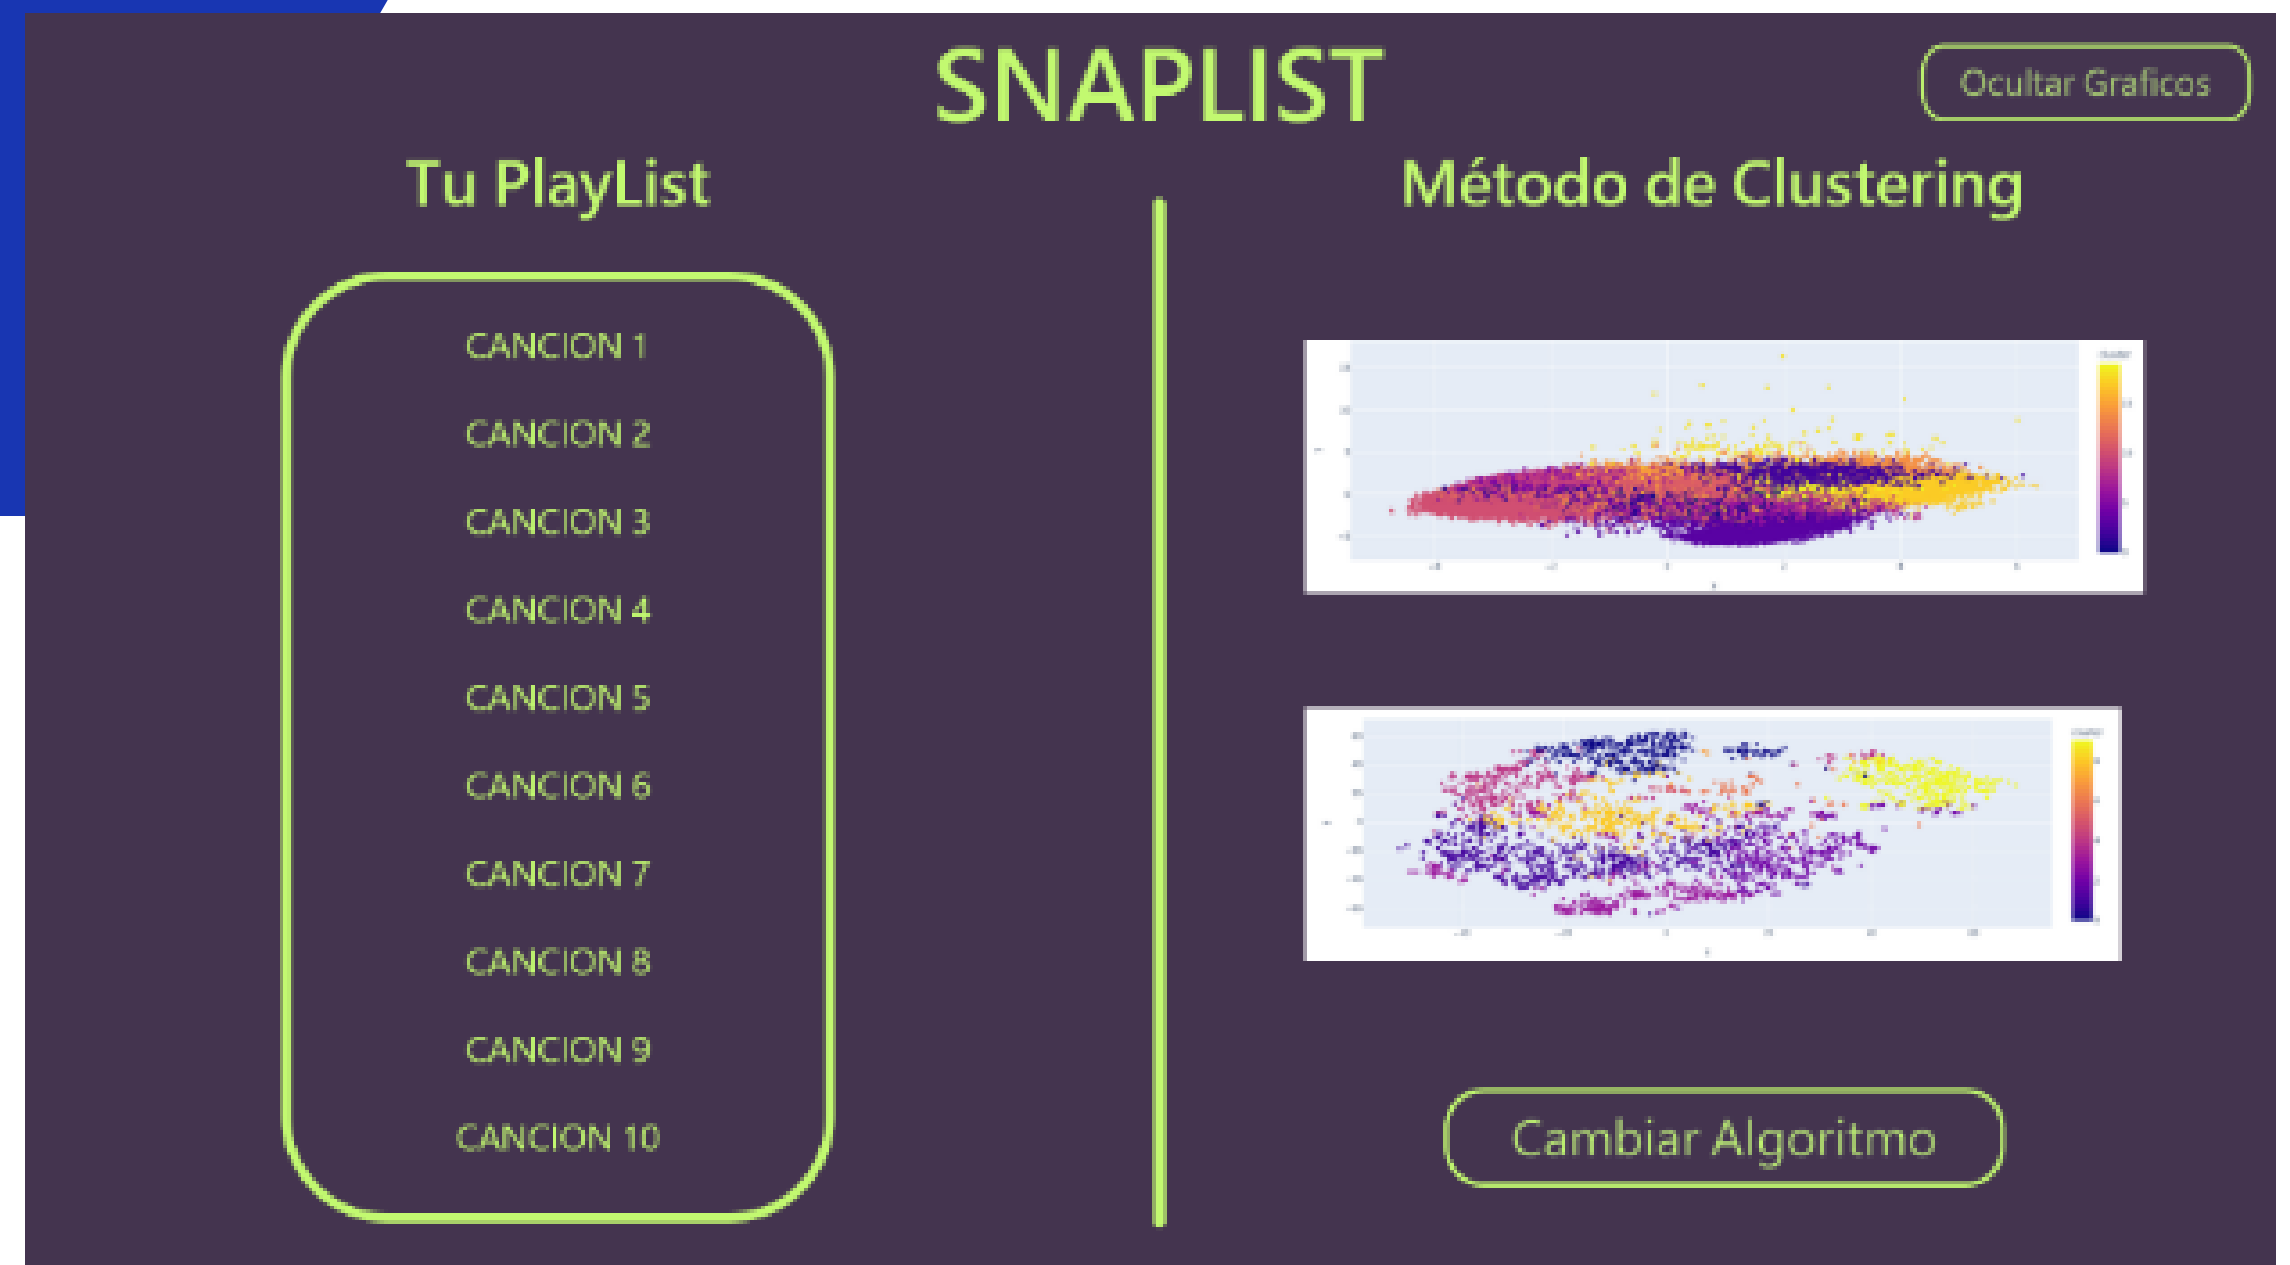 SNAPLIST
Ocultar Graficos
Tu PlayList
CANCION 1
CANCION 2
CANCION 3
CANCION 4
CANCION 5
CANCION 6
CANCION 7
CANCION 8
CANCION 9
CANCION 10
Método de Clustering
Cambiar Algoritmo